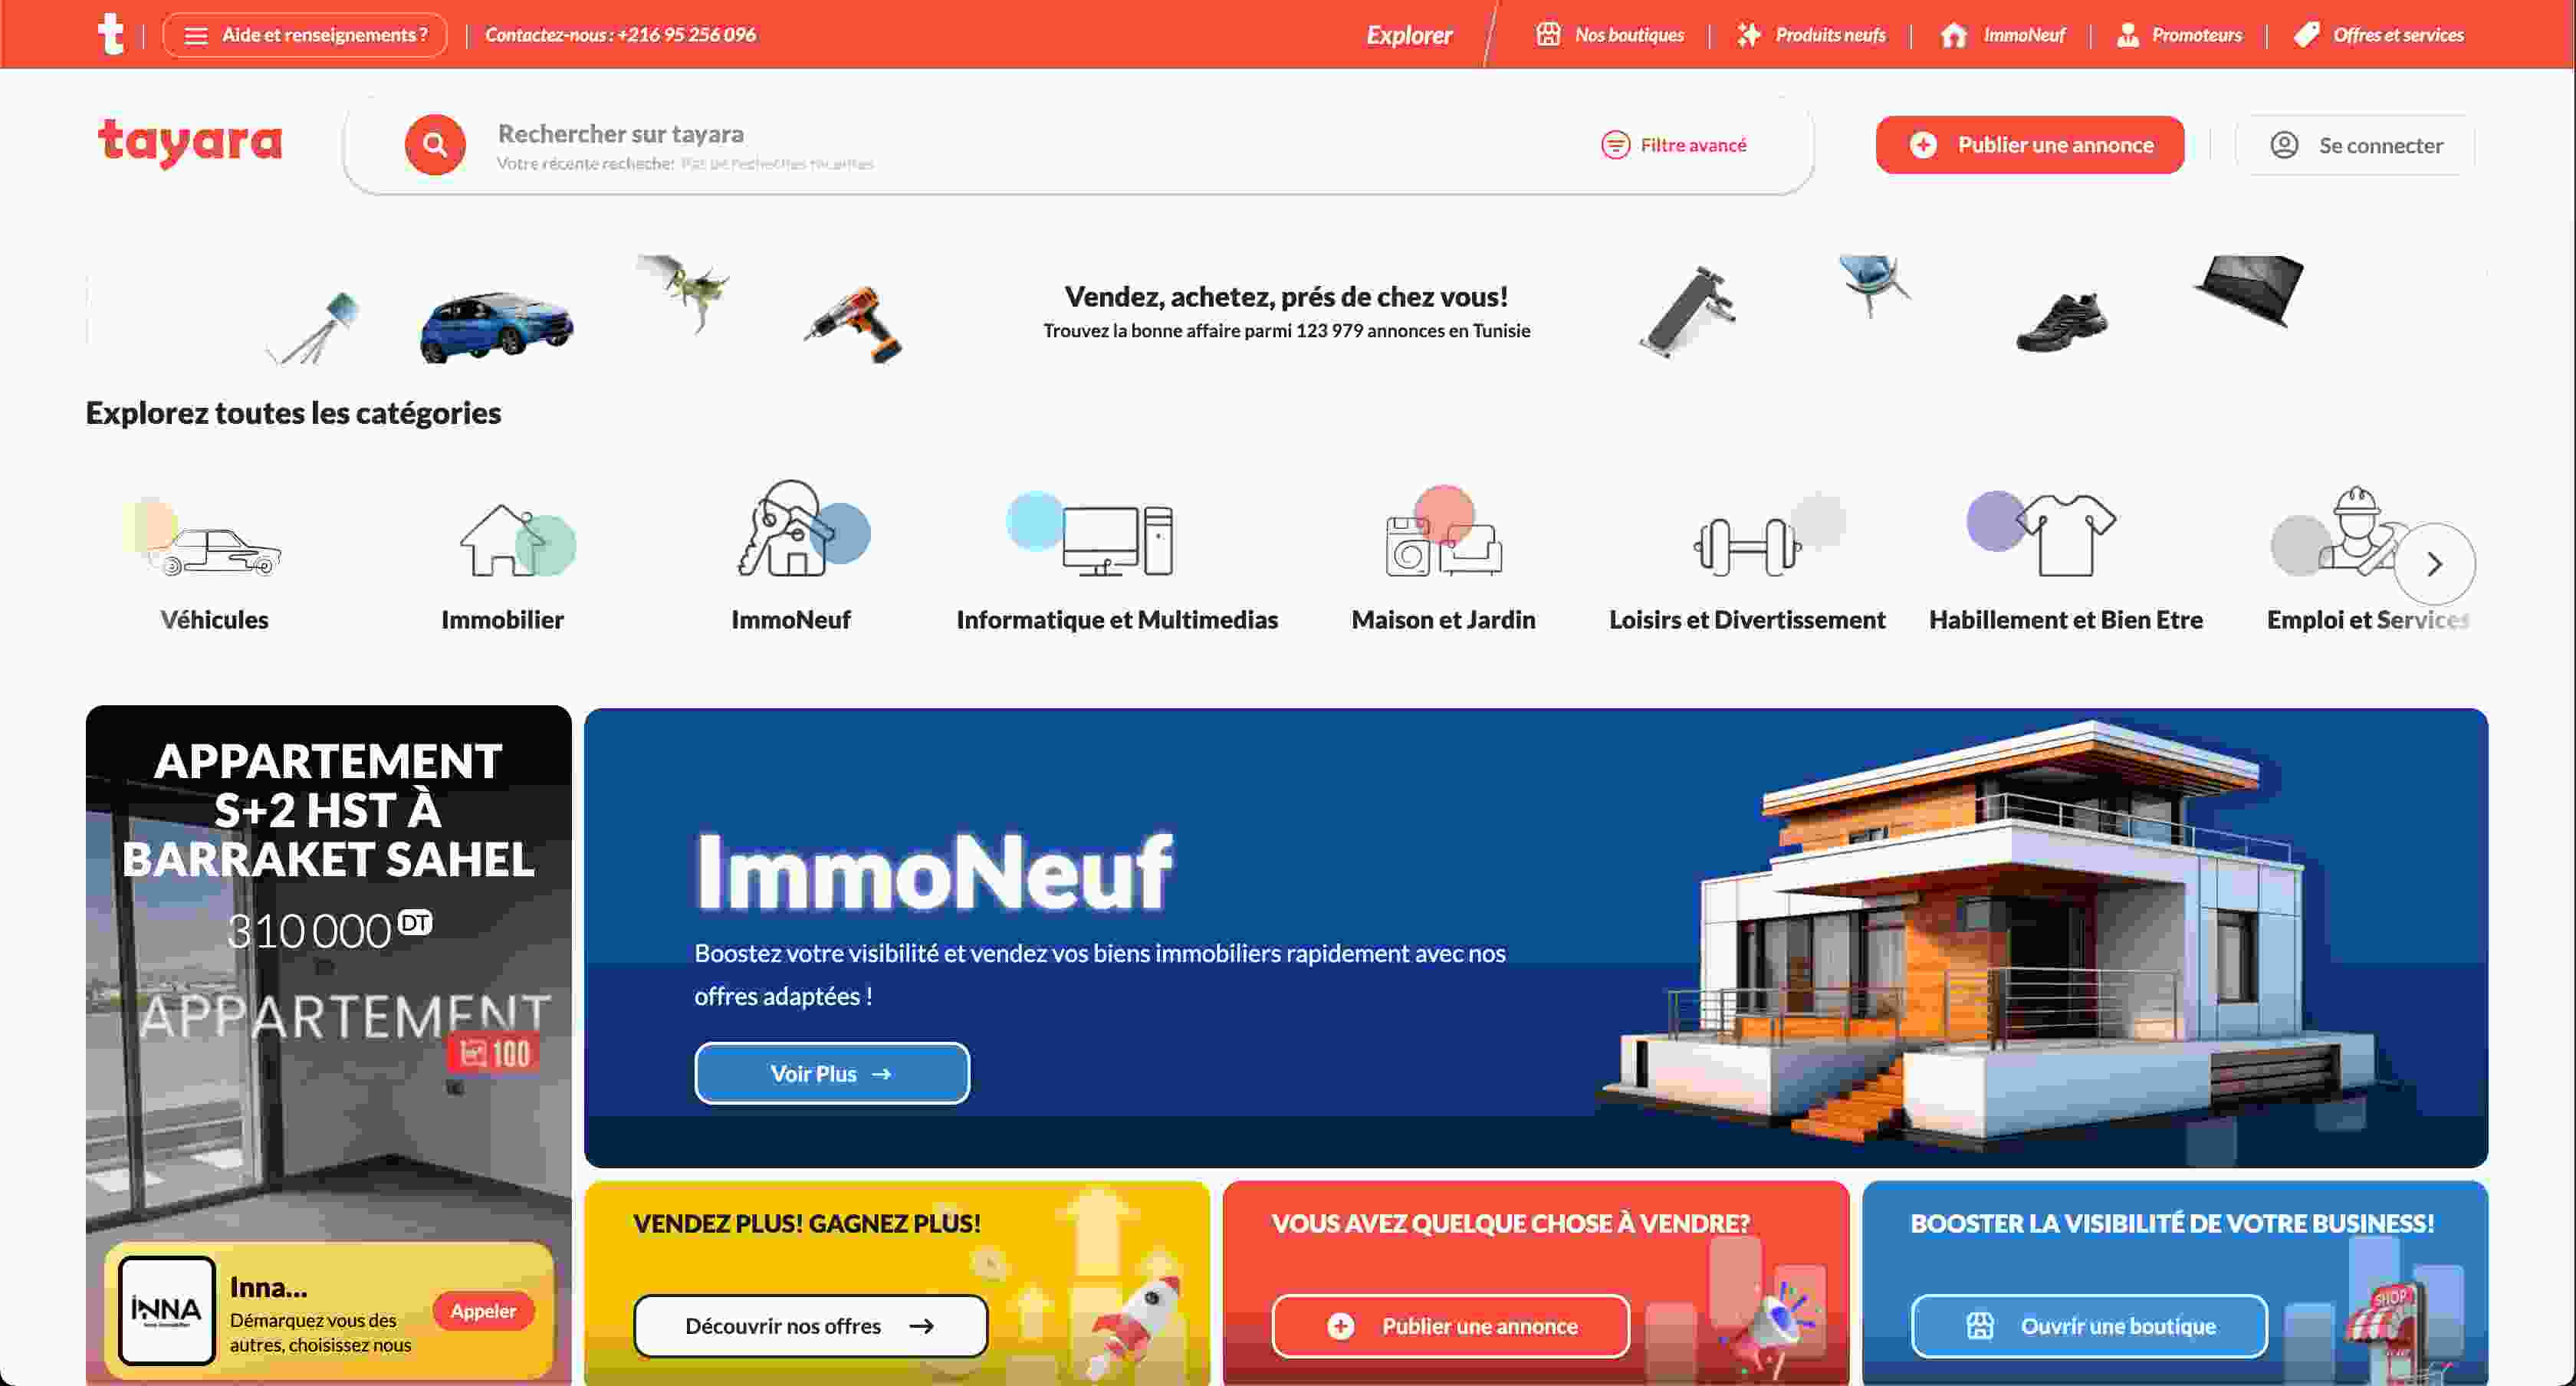 t
Aide et renseignements ?
Contactez-nous : +216 95 256 096
Explorer
Nos boutiques
Produits neufs
ImmoNeuf
Promoteurs
Offres et services
tayara
Rechercher sur tayara
Votre récente recheche: Pas de recheches récentes
Filtre avancé
Publier une annonce
Se connecter
Vendez, achetez, prés de chez vous!
Trouvez la bonne affaire parmi 123 979 annonces en Tunisie
Explorez toutes les catégories
Véhicules
Immobilier
ImmoNeuf
Informatique et Multimedias
Maison et Jardin
Loisirs et Divertissement
Habillement et Bien Etre
Emploi et Services
APPARTEMENT
S+2 HST À
BARRAKET SAHEL
310 000 DT
APPARTEMENT
100
INNA
Inna...
Démarquez vous des
autres, choisissez nous
Appeler
ImmoNeuf
Boostez votre visibilité et vendez vos biens immobiliers rapidement avec nos
offres adaptées !
Voir Plus →
VENDEZ PLUS! GAGNEZ PLUS!
Découvrir nos offres →
VOUS AVEZ QUELQUE CHOSE À VENDRE?
Publier une annonce
BOOSTER LA VISIBILITÉ DE VOTRE BUSINESS!
Ouvrir une boutique
SHOP